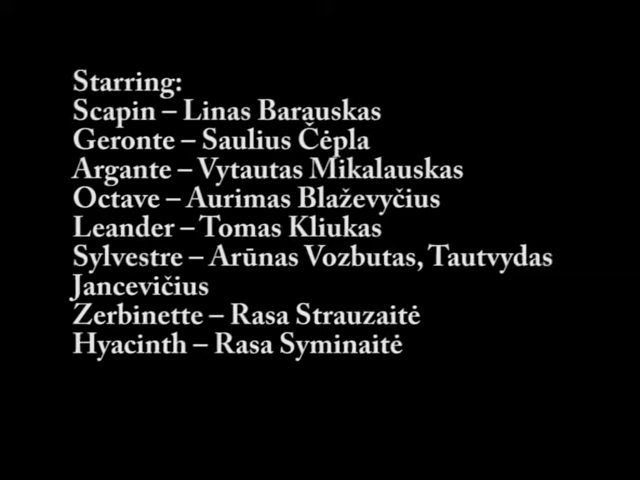 Starring:
Scapin – Linas Barauskas
Geronte – Saulius Čėpla
Argante – Vytautas Mikalauskas
Octave – Aurimas Blaževyčius
Leander – Tomas Kliukas
Sylvestre – Arūnas Vozbutas, Tautvydas
Jancevičius
Zerbinette – Rasa Strauzaitė
Hyacinth – Rasa Syminaitė